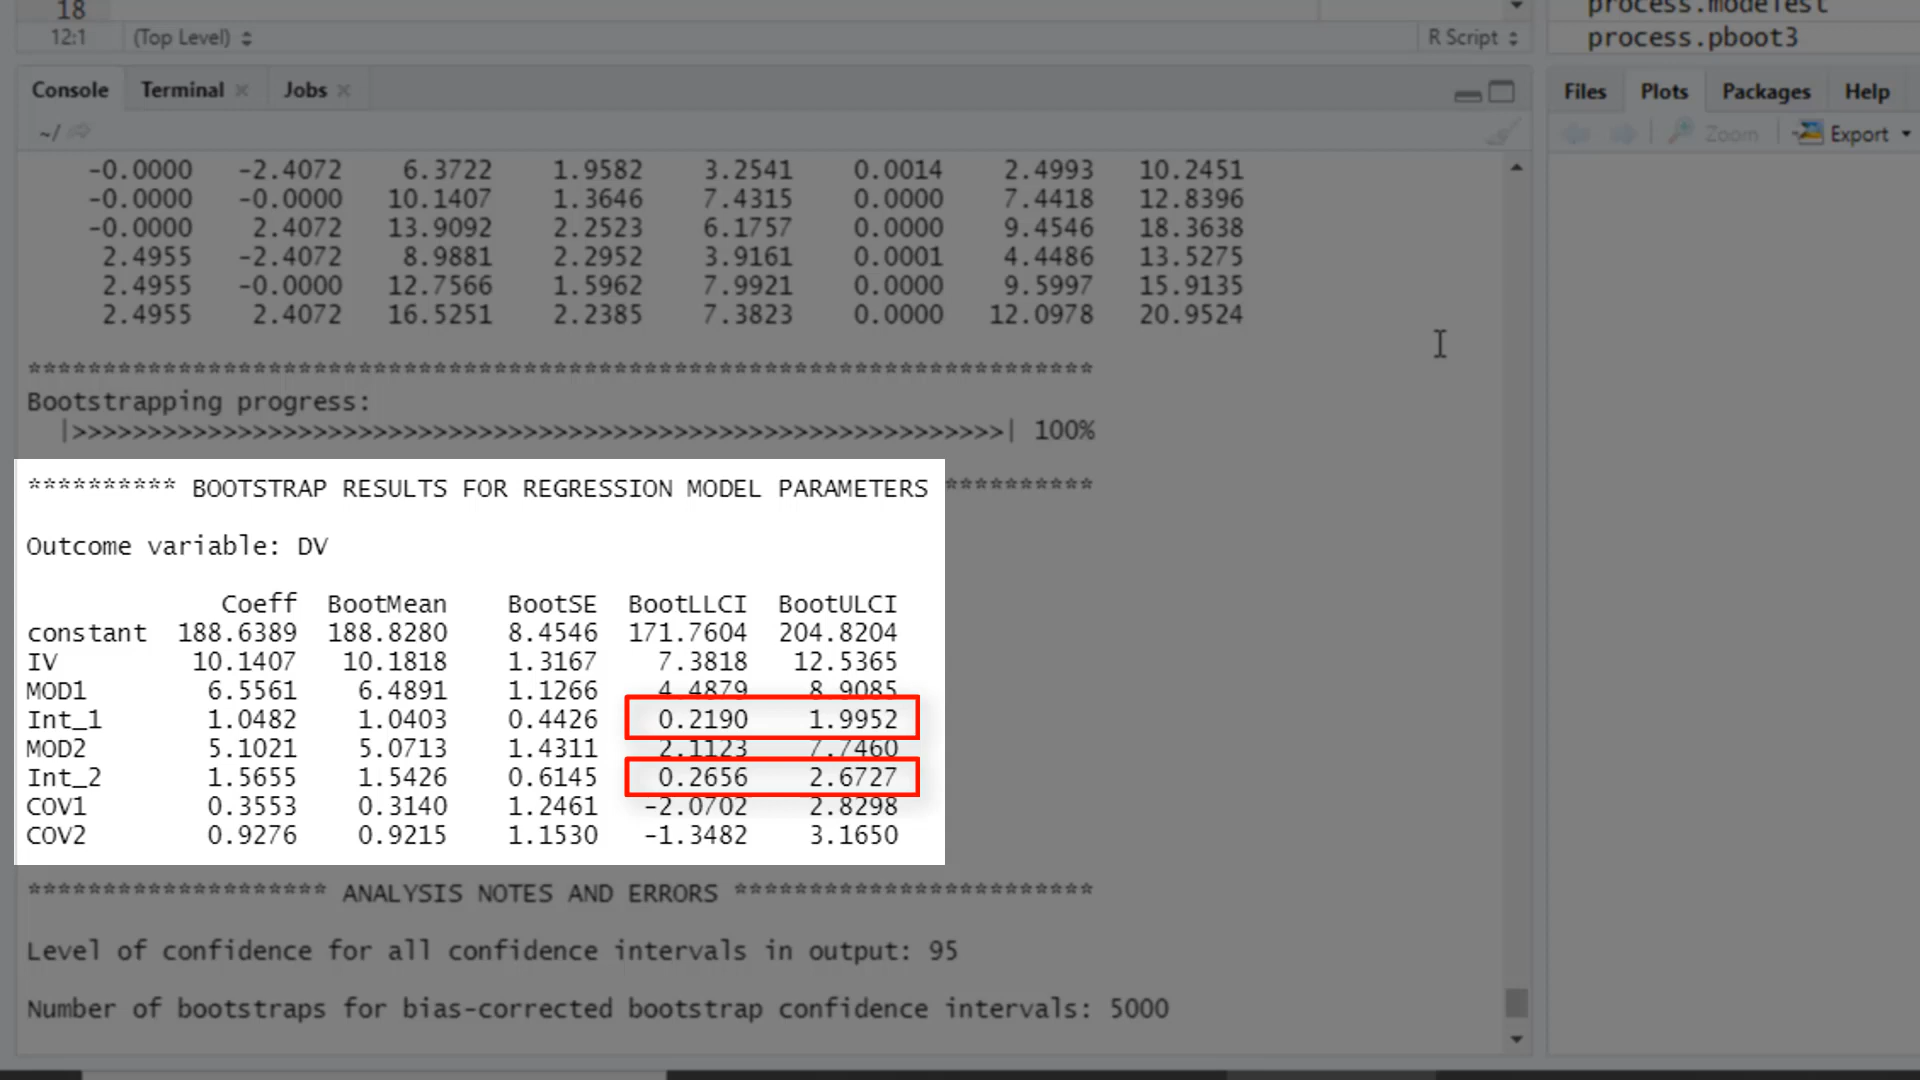 18
12:1 (Top Level) R Script
process.modetest
process.pboot3
Console Terminal Jobs
Files Plots Packages Help
~/
Zoom Export
-0.0000 -2.4072 6.3722 1.9582 3.2541 0.0014 2.4993 10.2451
-0.0000 -0.0000 10.1407 1.3646 7.4315 0.0000 7.4418 12.8396
-0.0000 2.4072 13.9092 2.2523 6.1757 0.0000 9.4546 18.3638
2.4955 -2.4072 8.9881 2.2952 3.9161 0.0001 4.4486 13.5275
2.4955 -0.0000 12.7566 1.5962 7.9921 0.0000 9.5997 15.9135
2.4955 2.4072 16.5251 2.2385 7.3823 0.0000 12.0978 20.9524
***********************************************************************
Bootstrapping progress:
|>>>>>>>>>>>>>>>>>>>>>>>>>>>>>>>>>>>>>>>>>>>>>>>>>>>>>>>>>>>>>>| 100%
********** BOOTSTRAP RESULTS FOR REGRESSION MODEL PARAMETERS **********
Outcome variable: DV
Coeff BootMean BootSE BootLLCI BootULCI
constant 188.6389 188.8280 8.4546 171.7604 204.8204
IV 10.1407 10.1818 1.3167 7.3818 12.5365
MOD1 6.5561 6.4891 1.1266 4.4879 8.9085
Int_1 1.0482 1.0403 0.4426 0.2190 1.9952
MOD2 5.1021 5.0713 1.4311 2.1123 7.7460
Int_2 1.5655 1.5426 0.6145 0.2656 2.6727
COV1 0.3553 0.3140 1.2461 -2.0702 2.8298
COV2 0.9276 0.9215 1.1530 -1.3482 3.1650
******************** ANALYSIS NOTES AND ERRORS ************************
Level of confidence for all confidence intervals in output: 95
Number of bootstraps for bias-corrected bootstrap confidence intervals: 5000